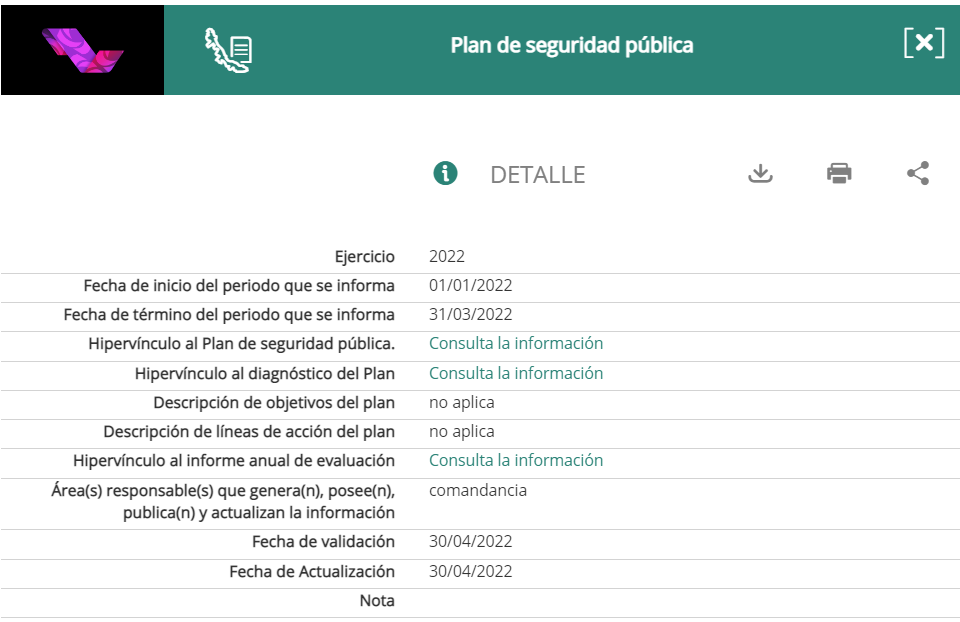 Plan de seguridad pública
DETALLE
Ejercicio 2022
Fecha de inicio del periodo que se informa 01/01/2022
Fecha de término del periodo que se informa 31/03/2022
Hipervínculo al Plan de seguridad pública. Consulta la información
Hipervínculo al diagnóstico del Plan Consulta la información
Descripción de objetivos del plan no aplica
Descripción de líneas de acción del plan no aplica
Hipervínculo al informe anual de evaluación Consulta la información
Área(s) responsable(s) que genera(n), posee(n), comandancia
publica(n) y actualizan la información
Fecha de validación 30/04/2022
Fecha de Actualización 30/04/2022
Nota